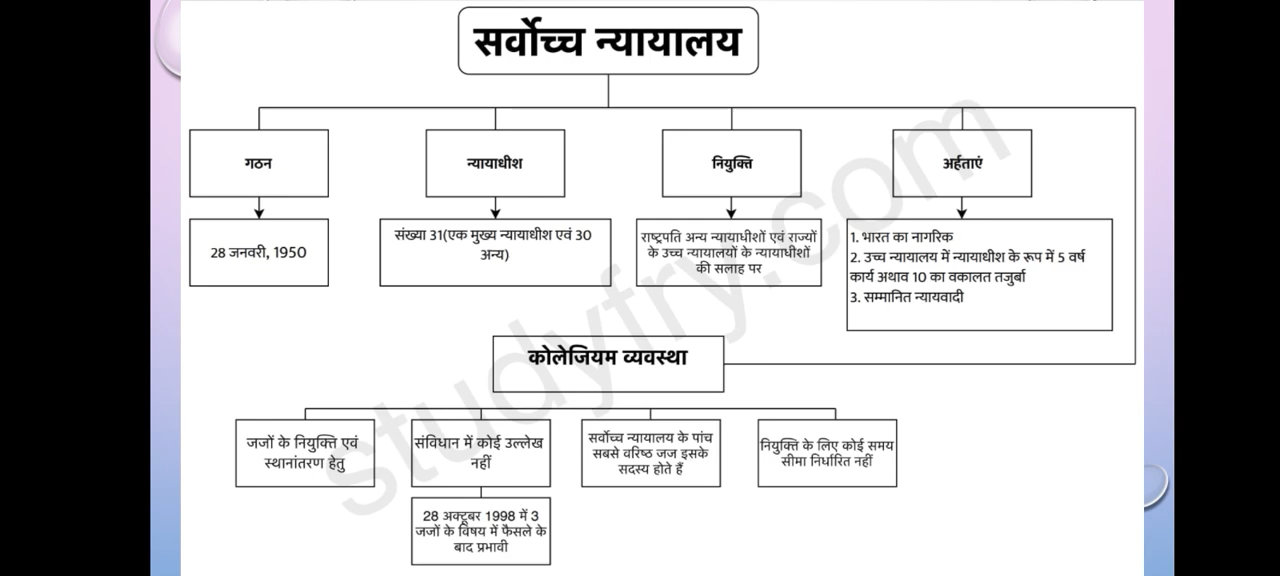 सर्वोच्च न्यायालय
गठन
न्यायाधीश
नियुक्ति
अर्हताएं
28 जनवरी, 1950
संख्या 31(एक मुख्य न्यायाधीश एवं 30
अन्य)
राष्ट्रपति अन्य न्यायाधीशों एवं राज्यों
के उच्च न्यायालयों के न्यायाधीशों
की सलाह पर
1. भारत का नागरिक
2. उच्च न्यायालय में न्यायाधीश के रूप में 5 वर्ष
कार्य अथाव 10 का वकालत तजुर्बा
3. सम्मानित न्यायवादी
कोलेजियम व्यवस्था
जजों के नियुक्ति एवं
स्थानांतरण हेतु
संविधान में कोई उल्लेख
नहीं
28 अक्टूबर 1998 में 3
जजों के विषय में फैसले के
बाद प्रभावी
सर्वोच्च न्यायालय के पांच
सबसे वरिष्ठ जज इसके
सदस्य होते हैं
नियुक्ति के लिए कोई समय
सीमा निर्धारित नहीं
studyfry.com